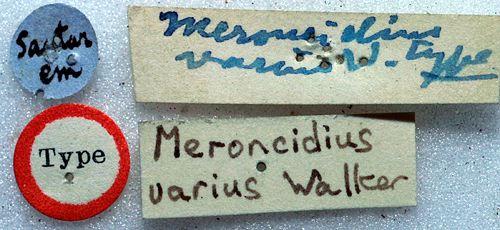 Santar
em
Meroncidius
varius W. type
Type
Meroncidius
varius Walker